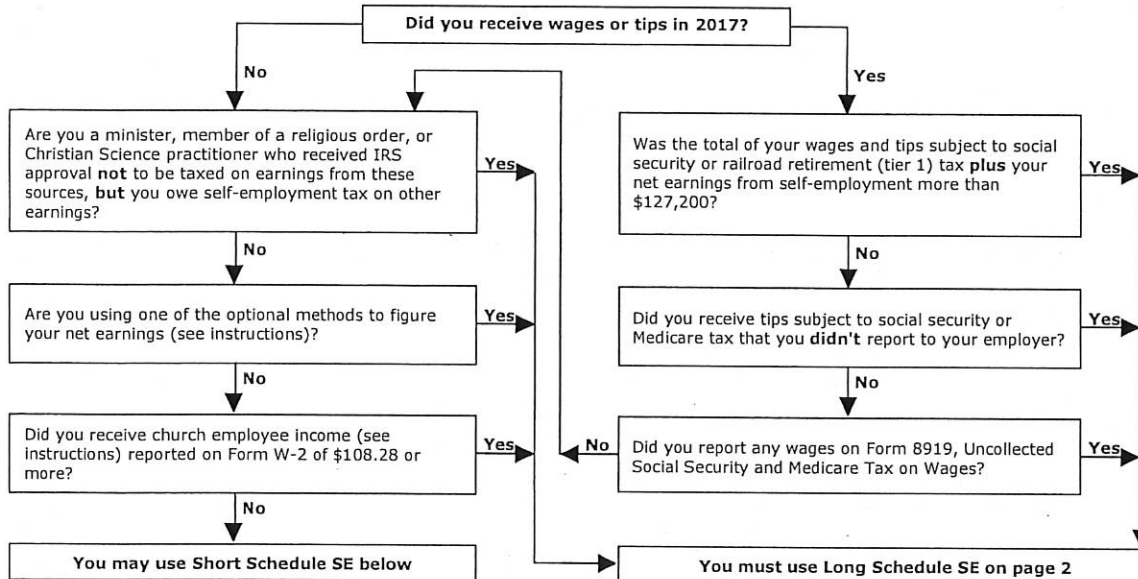 Did you receive wages or tips in 2017?
No
Yes
Are you a minister, member of a religious order, or
Christian Science practitioner who received IRS
approval not to be taxed on earnings from these
sources, but you owe self-employment tax on other
earnings?
Yes
Was the total of your wages and tips subject to social
security or railroad retirement (tier 1) tax plus your
net earnings from self-employment more than
$127,200?
Yes
No
No
Are you using one of the optional methods to figure
your net earnings (see instructions)?
Yes
Did you receive tips subject to social security or
Medicare tax that you didn't report to your employer?
Yes
No
No
Did you receive church employee income (see
instructions) reported on Form W-2 of $108.28 or
more?
Yes
No
Did you report any wages on Form 8919, Uncollected
Social Security and Medicare Tax on Wages?
Yes
No
You may use Short Schedule SE below
You must use Long Schedule SE on page 2